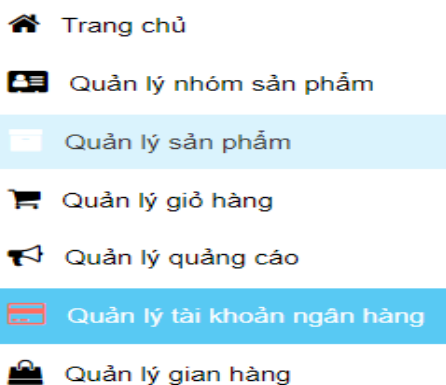 Trang chủ
Quản lý nhóm sản phẩm
Quản lý sản phẩm
Quản lý giỏ hàng
Quản lý quảng cáo
Quản lý tài khoản ngân hàng
Quản lý gian hàng